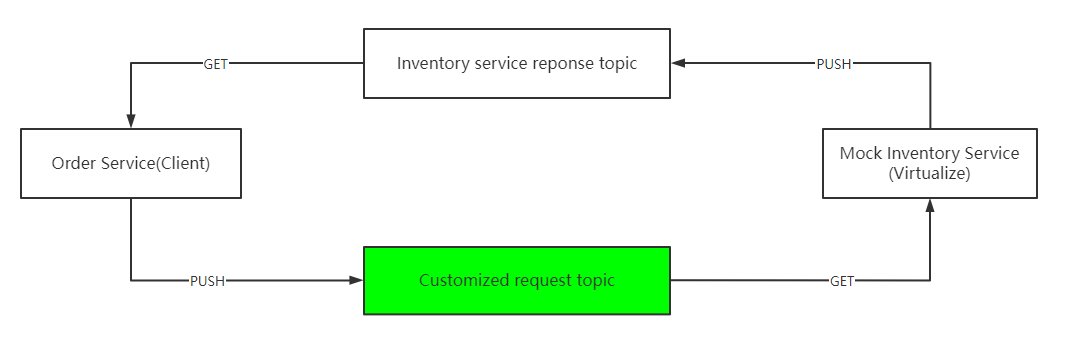 Inventory service reponse topic
GET
PUSH
Order Service(Client)
Mock Inventory Service
(Virtualize)
PUSH
Customized request topic
GET